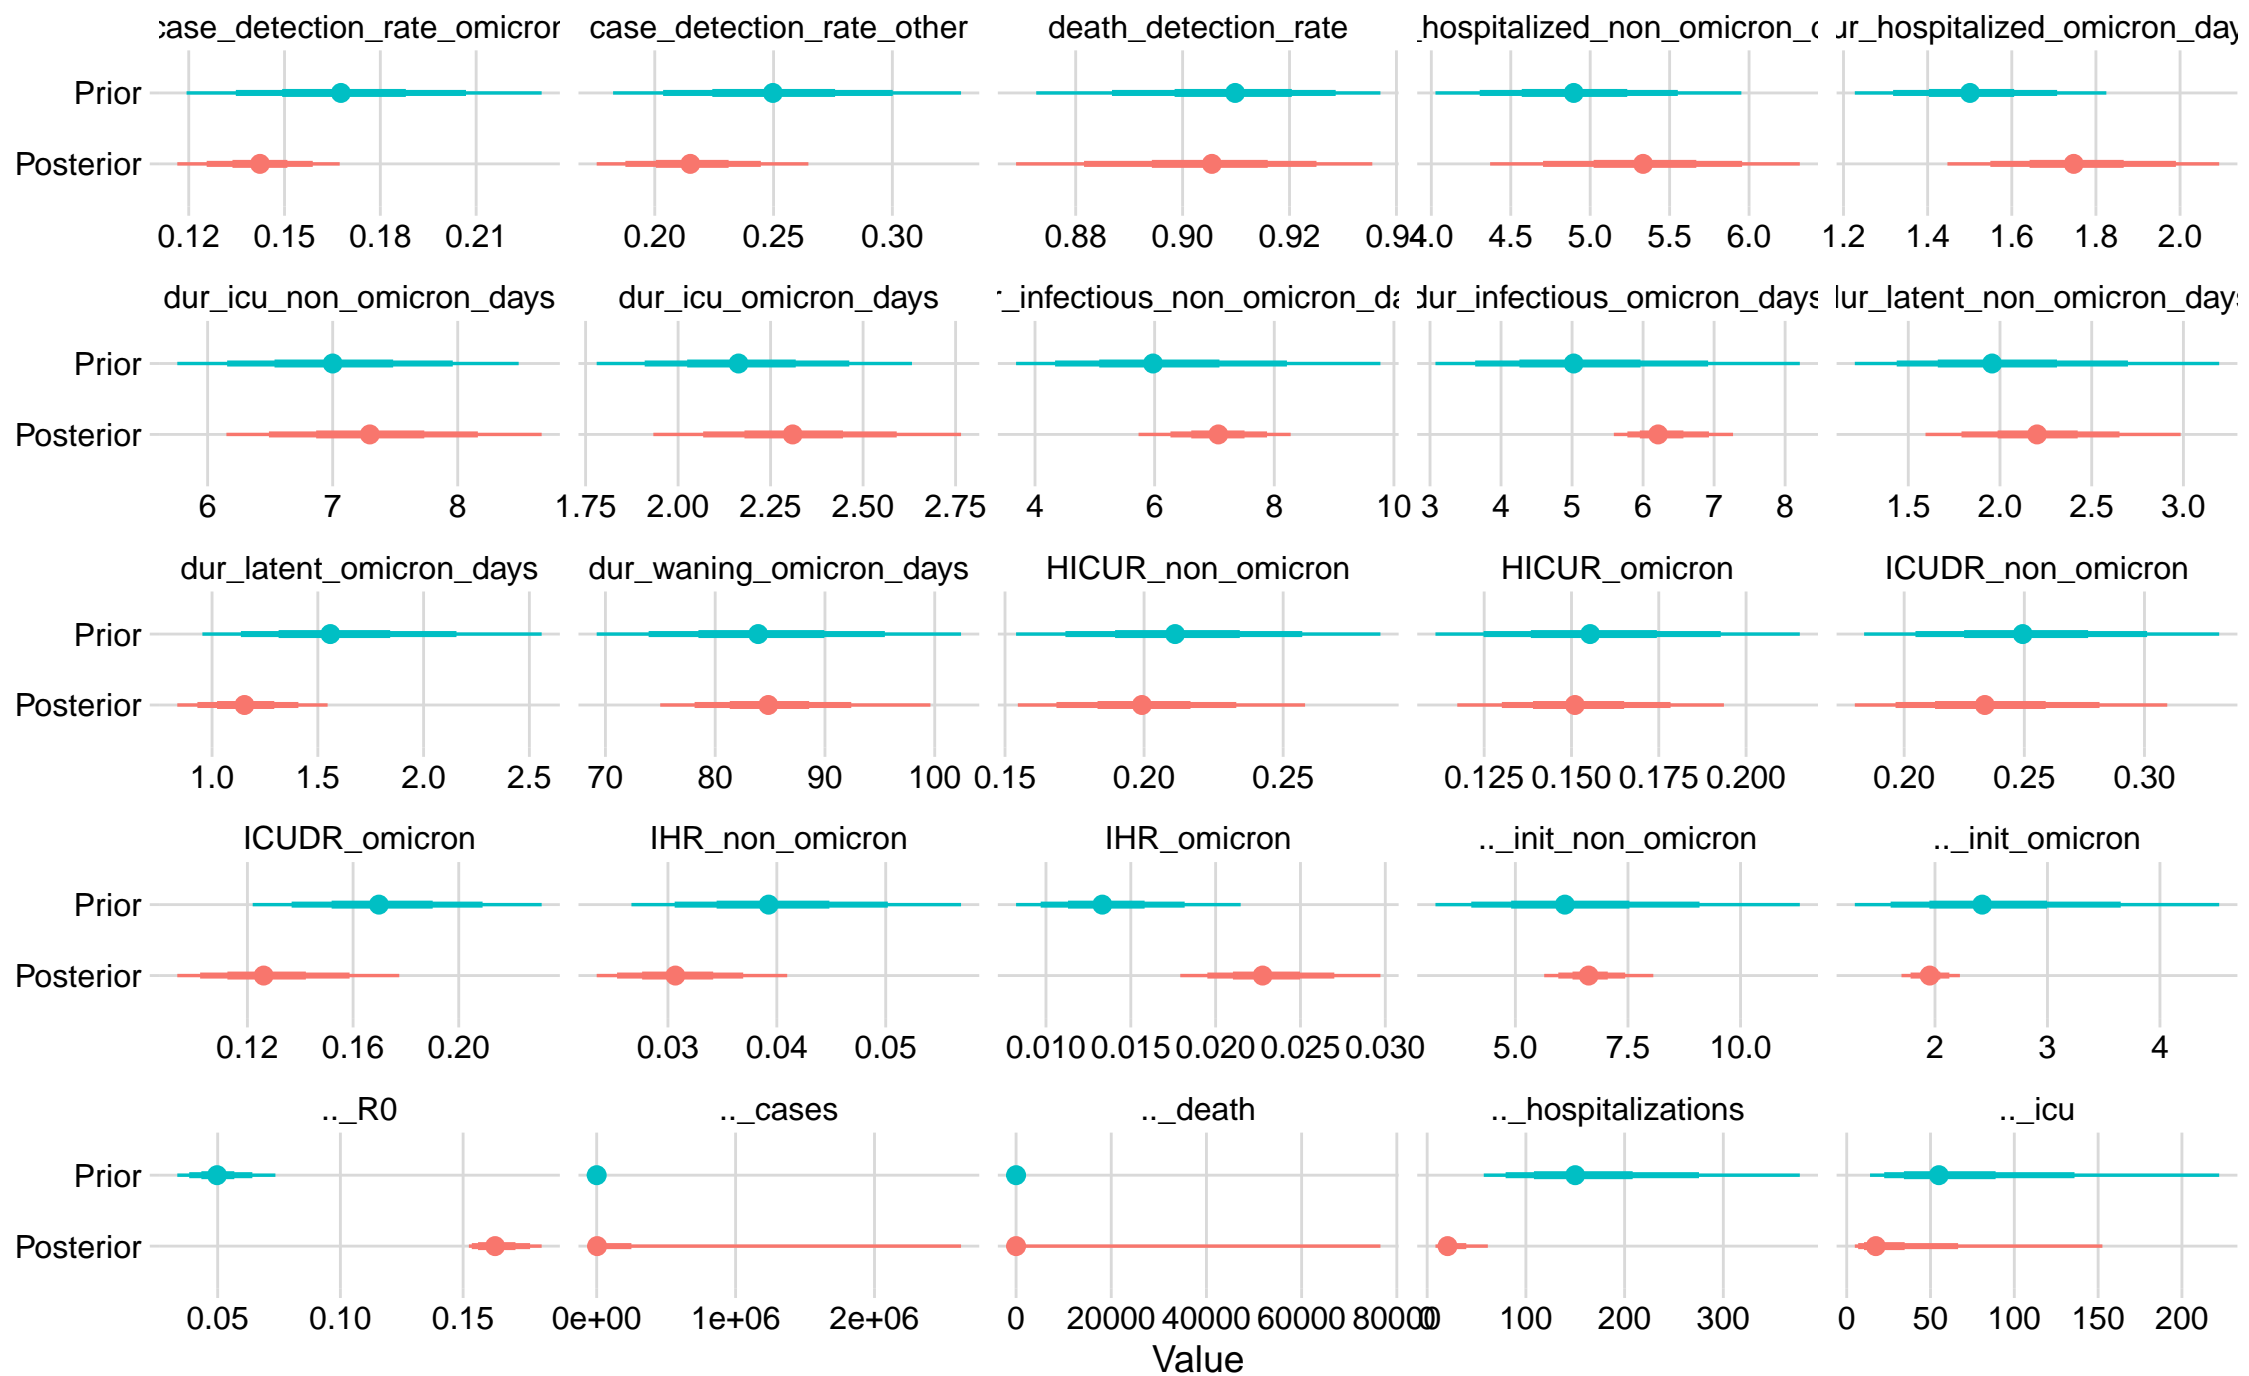 case_detection_rate_omicron case_detection_rate_other death_detection_rate _hospitalized_non_omicron_ ur_hospitalized_omicron_day
Prior
Posterior
0.12 0.15 0.18 0.21 0.20 0.25 0.30 0.88 0.90 0.92 0.94 4.0 4.5 5.0 5.5 6.0 1.2 1.4 1.6 1.8 2.0
dur_icu_non_omicron_days dur_icu_omicron_days r_infectious_non_omicron_da dur_infectious_omicron_days dur_latent_non_omicron_days
Prior
Posterior
6 7 8 1.75 2.00 2.25 2.50 2.75 4 6 8 10 3 4 5 6 7 8 1.5 2.0 2.5 3.0
dur_latent_omicron_days dur_waning_omicron_days HICUR_non_omicron HICUR_omicron ICUDR_non_omicron
Prior
Posterior
1.0 1.5 2.0 2.5 70 80 90 100 0.15 0.20 0.25 0.125 0.150 0.175 0.200 0.20 0.25 0.30
ICUDR_omicron IHR_non_omicron IHR_omicron .._init_non_omicron .._init_omicron
Prior
Posterior
0.12 0.16 0.20 0.03 0.04 0.05 0.010 0.015 0.020 0.025 0.030 5.0 7.5 10.0 2 3 4
.._R0 .._cases .._death .._hospitalizations .._icu
Prior
Posterior
0.05 0.10 0.15 0e+00 1e+06 2e+06 0 20000 40000 60000 80000 0 100 200 300 0 50 100 150 200
Value